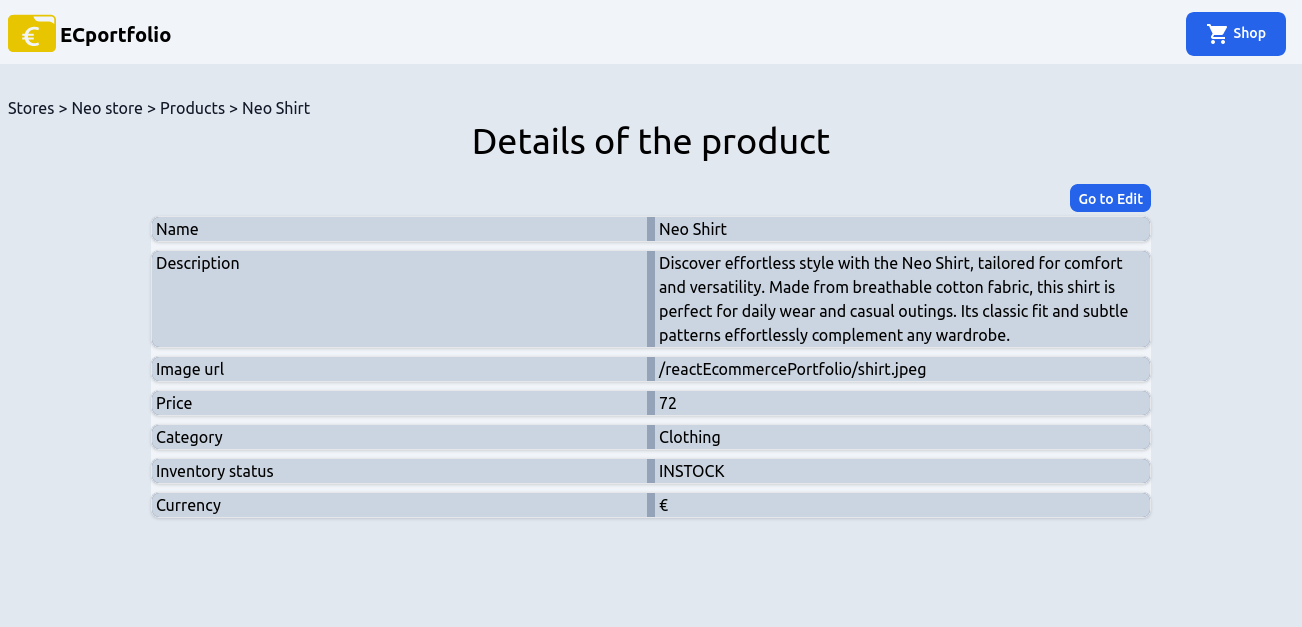 € ECportfolio
Shop
Stores > Neo store > Products > Neo Shirt
Details of the product
Go to Edit
Name Neo Shirt
Description Discover effortless style with the Neo Shirt, tailored for comfort
and versatility. Made from breathable cotton fabric, this shirt is
perfect for daily wear and casual outings. Its classic fit and subtle
patterns effortlessly complement any wardrobe.
Image url /reactEcommercePortfolio/shirt.jpeg
Price 72
Category Clothing
Inventory status INSTOCK
Currency €